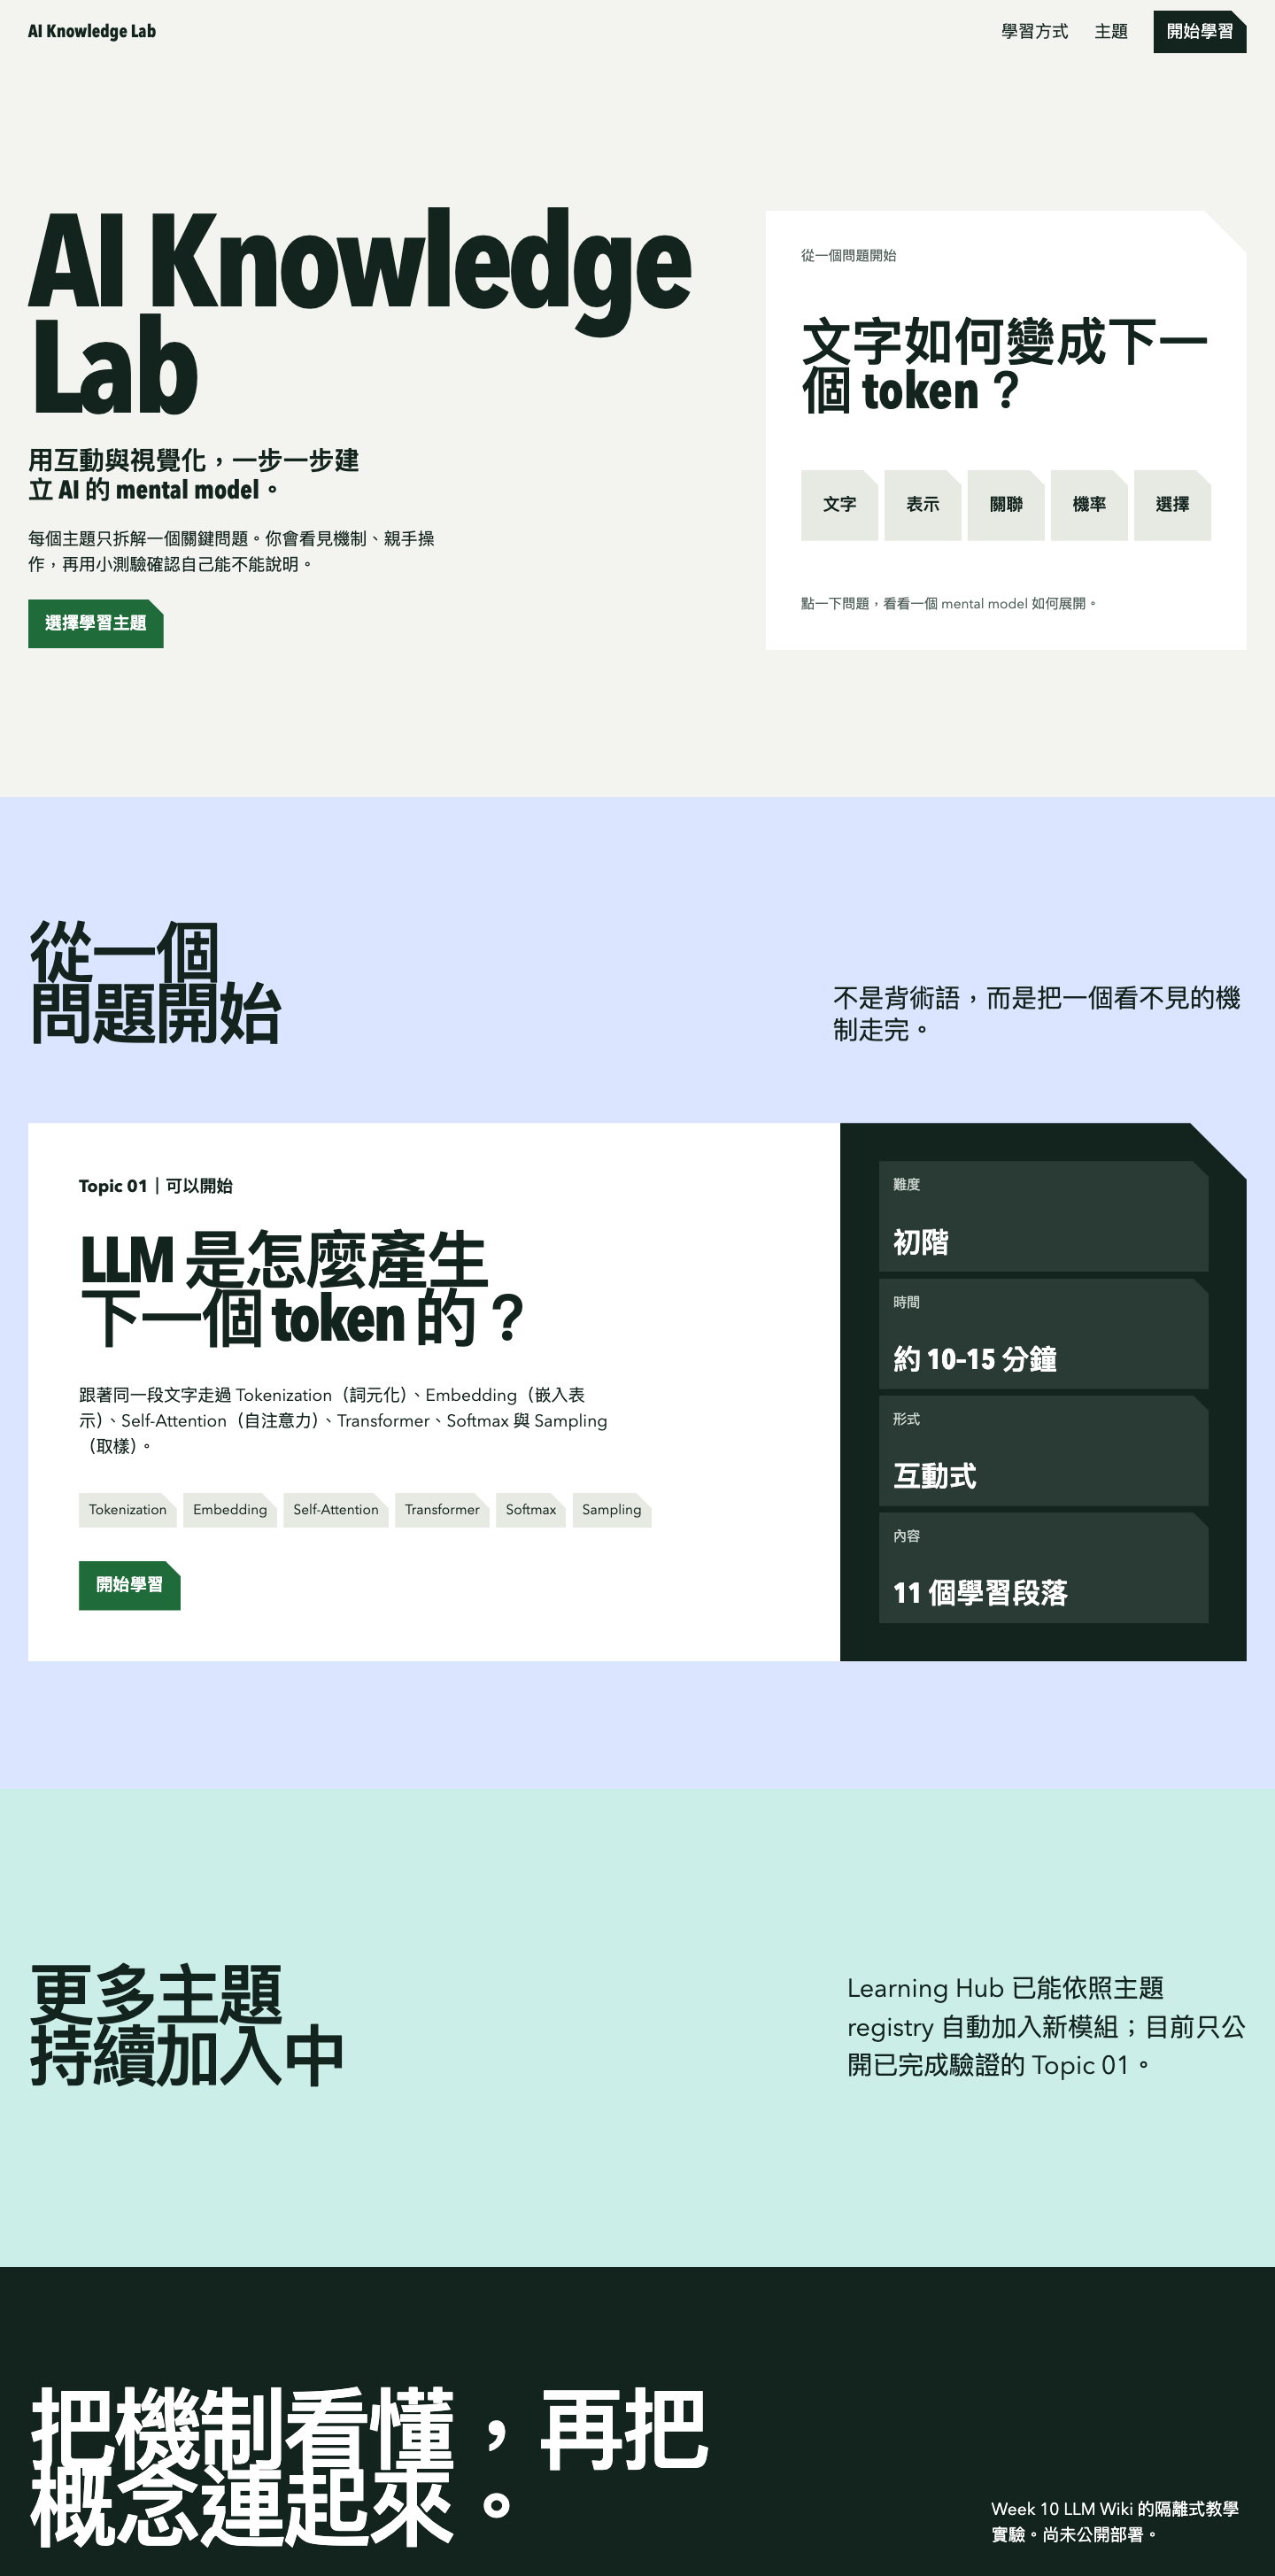 AI Knowledge Lab
學習方式
主題
開始學習
AI Knowledge
Lab
用互動與視覺化，一步一步建
立 AI 的 mental model。
每個主題只拆解一個關鍵問題。你會看見機制、親手操
作，再用小測驗確認自己能不能說明。
選擇學習主題
從一個問題開始
文字如何變成下一
個 token？
文字
表示
關聯
機率
選擇
點一下問題，看看一個 mental model 如何展開。
從一個
問題開始
不是背術語，而是把一個看不見的機
制走完。
Topic 01｜可以開始
LLM 是怎麼產生
下一個 token 的？
跟著同一段文字走過 Tokenization（詞元化）、Embedding（嵌入表
示）、Self-Attention（自注意力）、Transformer、Softmax 與 Sampling
（取樣）。
Tokenization
Embedding
Self-Attention
Transformer
Softmax
Sampling
開始學習
難度
初階
時間
約 10–15 分鐘
形式
互動式
內容
11 個學習段落
更多主題
持續加入中
Learning Hub 已能依照主題
registry 自動加入新模組；目前只公
開已完成驗證的 Topic 01。
把機制看懂，再把
概念連起來。
Week 10 LLM Wiki 的隔離式教學
實驗。尚未公開部署。